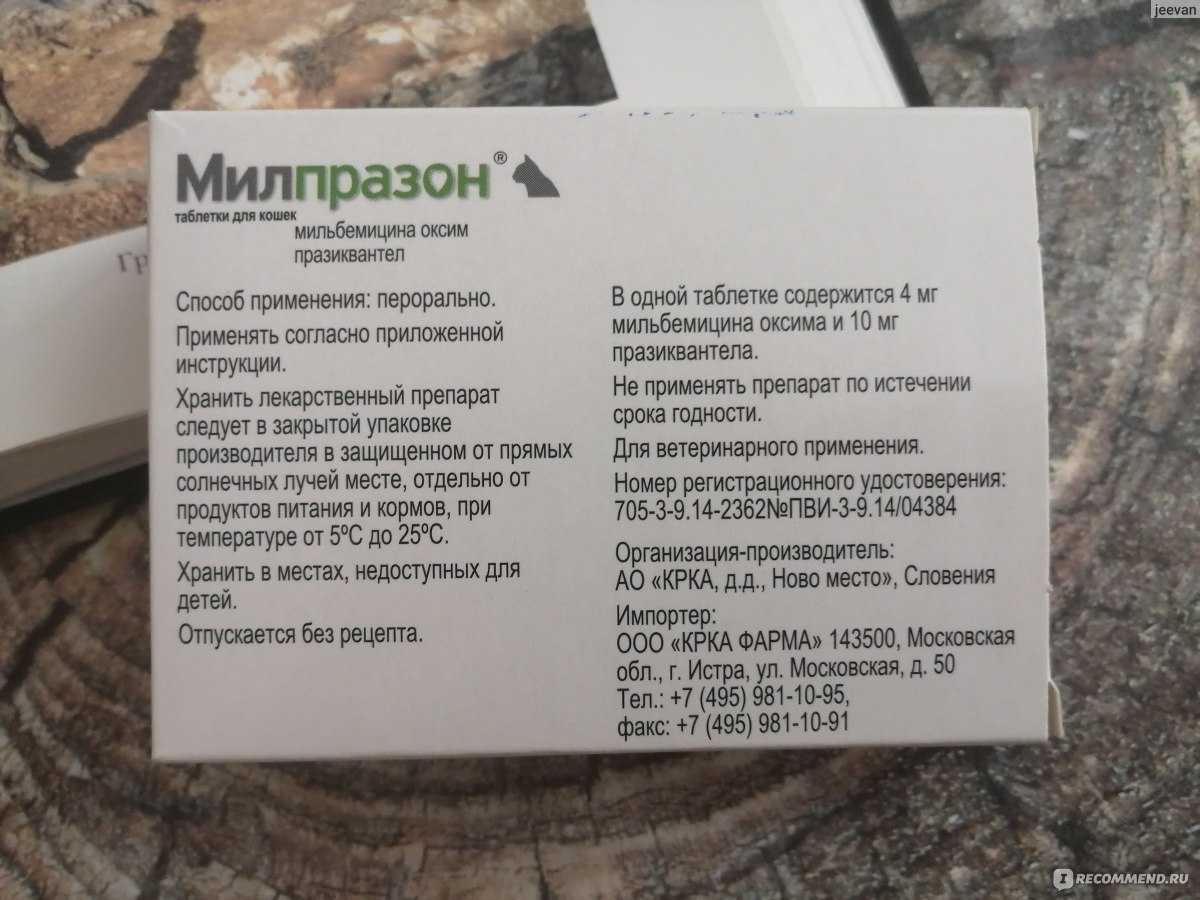 jeevan
Милпразон®
таблетки для кошек
мильбемицина оксим
празиквантел
Гр
Способ применения: перорально.
Применять согласно приложенной
инструкции.
Хранить лекарственный препарат
следует в закрытой упаковке
производителя в защищенном от прямых
солнечных лучей месте, отдельно от
продуктов питания и кормов, при
температуре от 5ºС до 25ºС.
Хранить в местах, недоступных для
детей.
Отпускается без рецепта.
В одной таблетке содержится 4 мг
мильбемицина оксима и 10 мг
празиквантела.
Не применять препарат по истечении
срока годности.
Для ветеринарного применения.
Номер регистрационного удостоверения:
705-3-9.14-2362№ПВИ-3-9.14/04384
Организация-производитель:
АО «КРКА, д.д., Ново место», Словения
Импортер:
ООО «КРКА ФАРМА» 143500, Московская
обл., г. Истра, ул. Московская, д. 50
Тел.: +7 (495) 981-10-95,
факс: +7 (495) 981-10-91
IRECOMMEND.RU